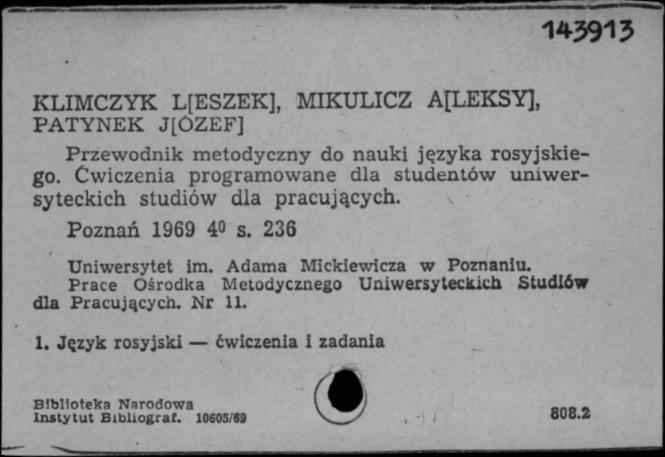 143913
KLIMCZYK L[ESZEK], MIKULICZ A[LEKSY],
PATYNEK J[ÓZEF]
Przewodnik metodyczny do nauki języka rosyjskie-
go. Ćwiczenia programowane dla studentów uniwer-
syteckich studiów dla pracujących.
Poznań 1969 4⁰ s. 236
Uniwersytet im. Adama Mickiewicza w Poznaniu.
Prace Ośrodka Metodycznego Uniwersyteckich Studiów
dla Pracujących. Nr 11.
1. Język rosyjski — ćwiczenia i zadania
Biblioteka Narodowa
Instytut Bibliograf. 10605/69
808.2